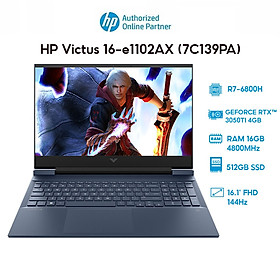 hp
Authorized
Online Partner
HP Victus 16-e1102AX (7C139PA)
R7-6800H
GEFORCE RTX™
3050TI 4GB
RAM 16GB
4800MHz
512GB SSD
16.1' FHD
144Hz